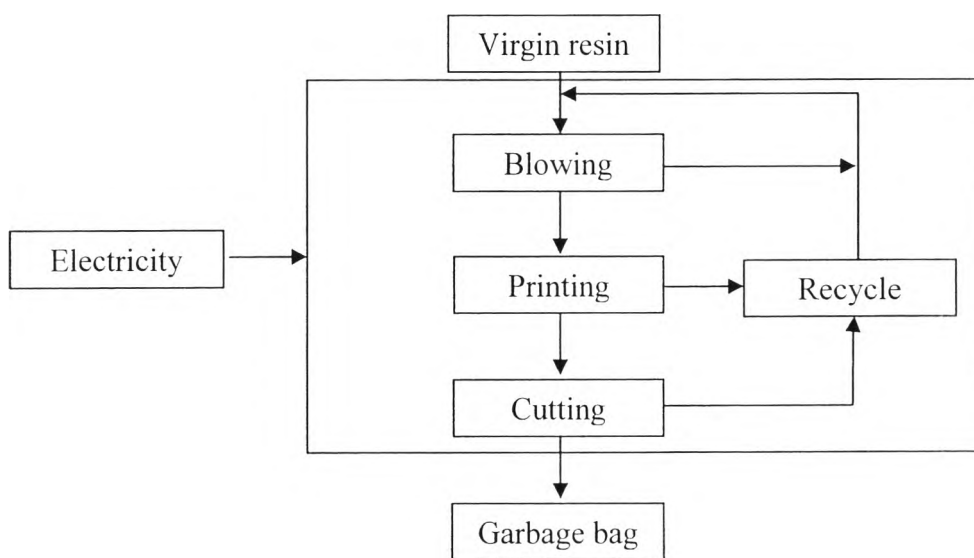 Virgin resin
Blowing
Electricity
Printing
Recycle
Cutting
Garbage bag